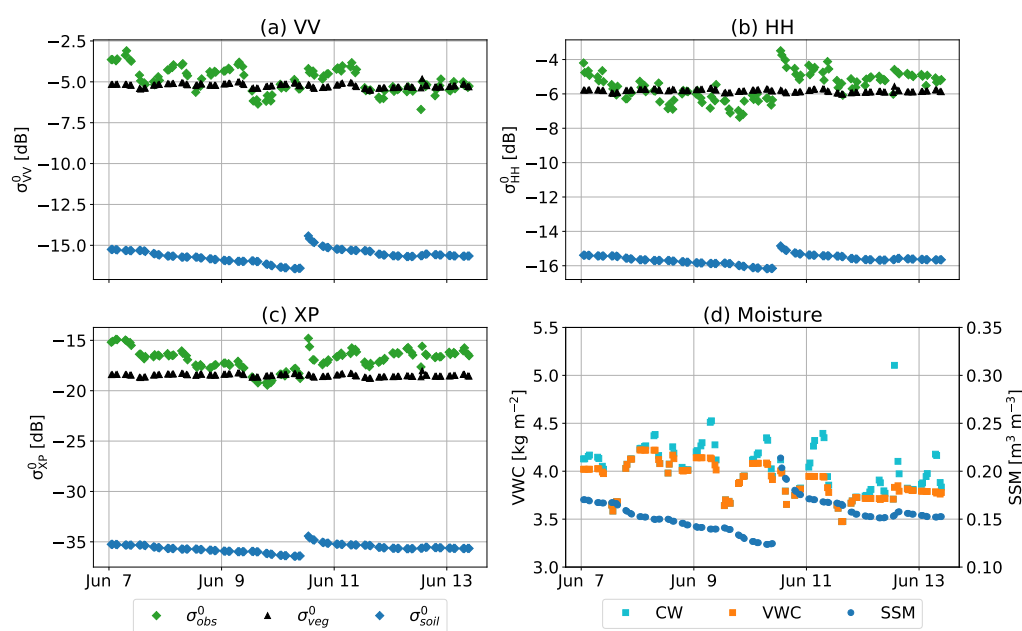 (a) VV
(b) HH
−2.5
−5.0
−7.5
−10.0
−12.5
−15.0
σ⁰VV [dB]
−4
−6
−8
−10
−12
−14
−16
σ⁰HH [dB]
(c) XP
(d) Moisture
−15
−20
−25
−30
−35
σ⁰XP [dB]
5.5
5.0
4.5
4.0
3.5
3.0
VWC [kg m⁻²]
0.35
0.30
0.25
0.20
0.15
0.10
SSM [m³ m⁻³]
Jun 7 Jun 9 Jun 11 Jun 13
Jun 7 Jun 9 Jun 11 Jun 13
σ⁰obs σ⁰veg σ⁰soil
CW VWC SSM